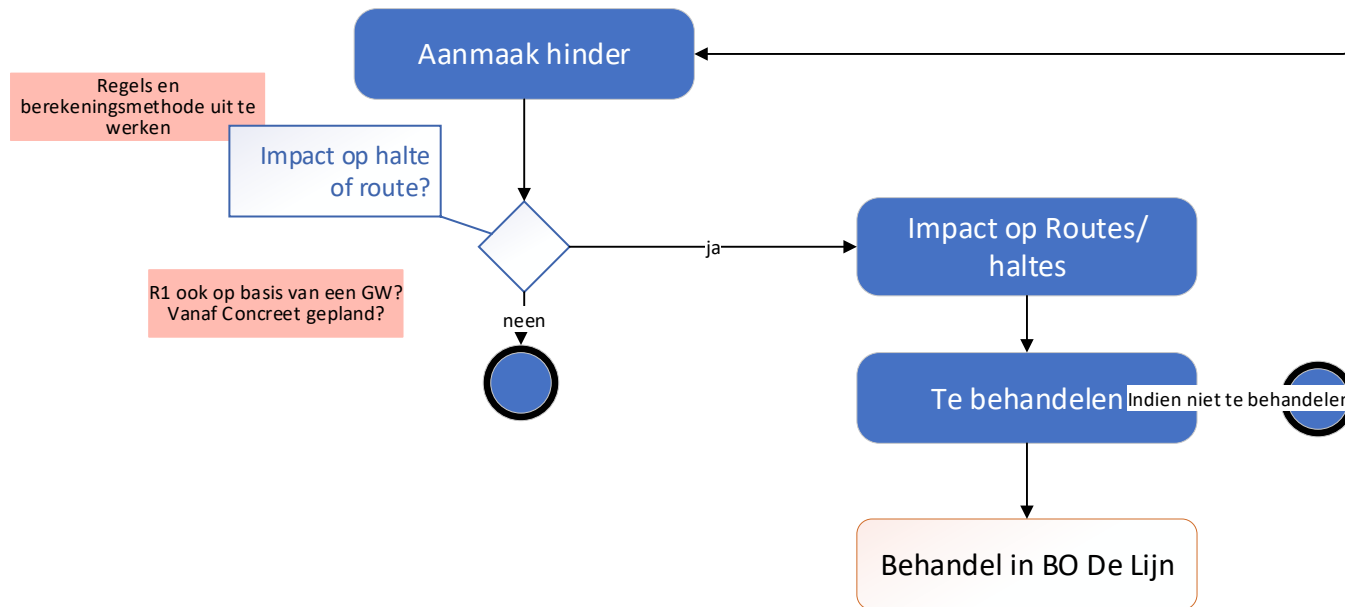 Aanmaak hinder
Regels en
berekeningsmethode uit te
werken
Impact op halte
of route?
ja
Impact op Routes/
haltes
R1 ook op basis van een GW?
Vanaf Concreet gepland?
neen
Te behandelen
Indien niet te behandelen
Behandel in BO De Lijn